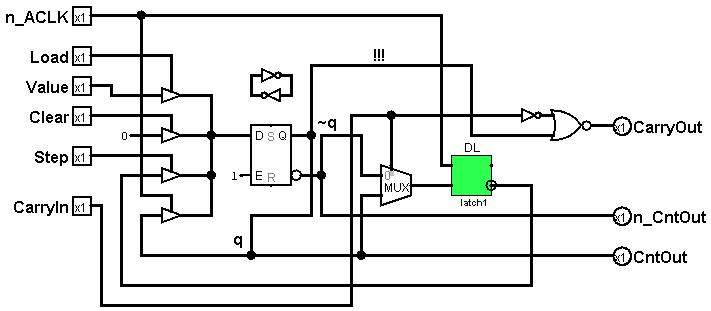 n_ACLK x1
Load x1
!!!
Value x1
Clear x1
~q
CarryOut x1
0
D S Q
DL
Step x1
1
E R
0
MUX
latch1
CarryIn x1
n_CntOut x1
q
CntOut x1